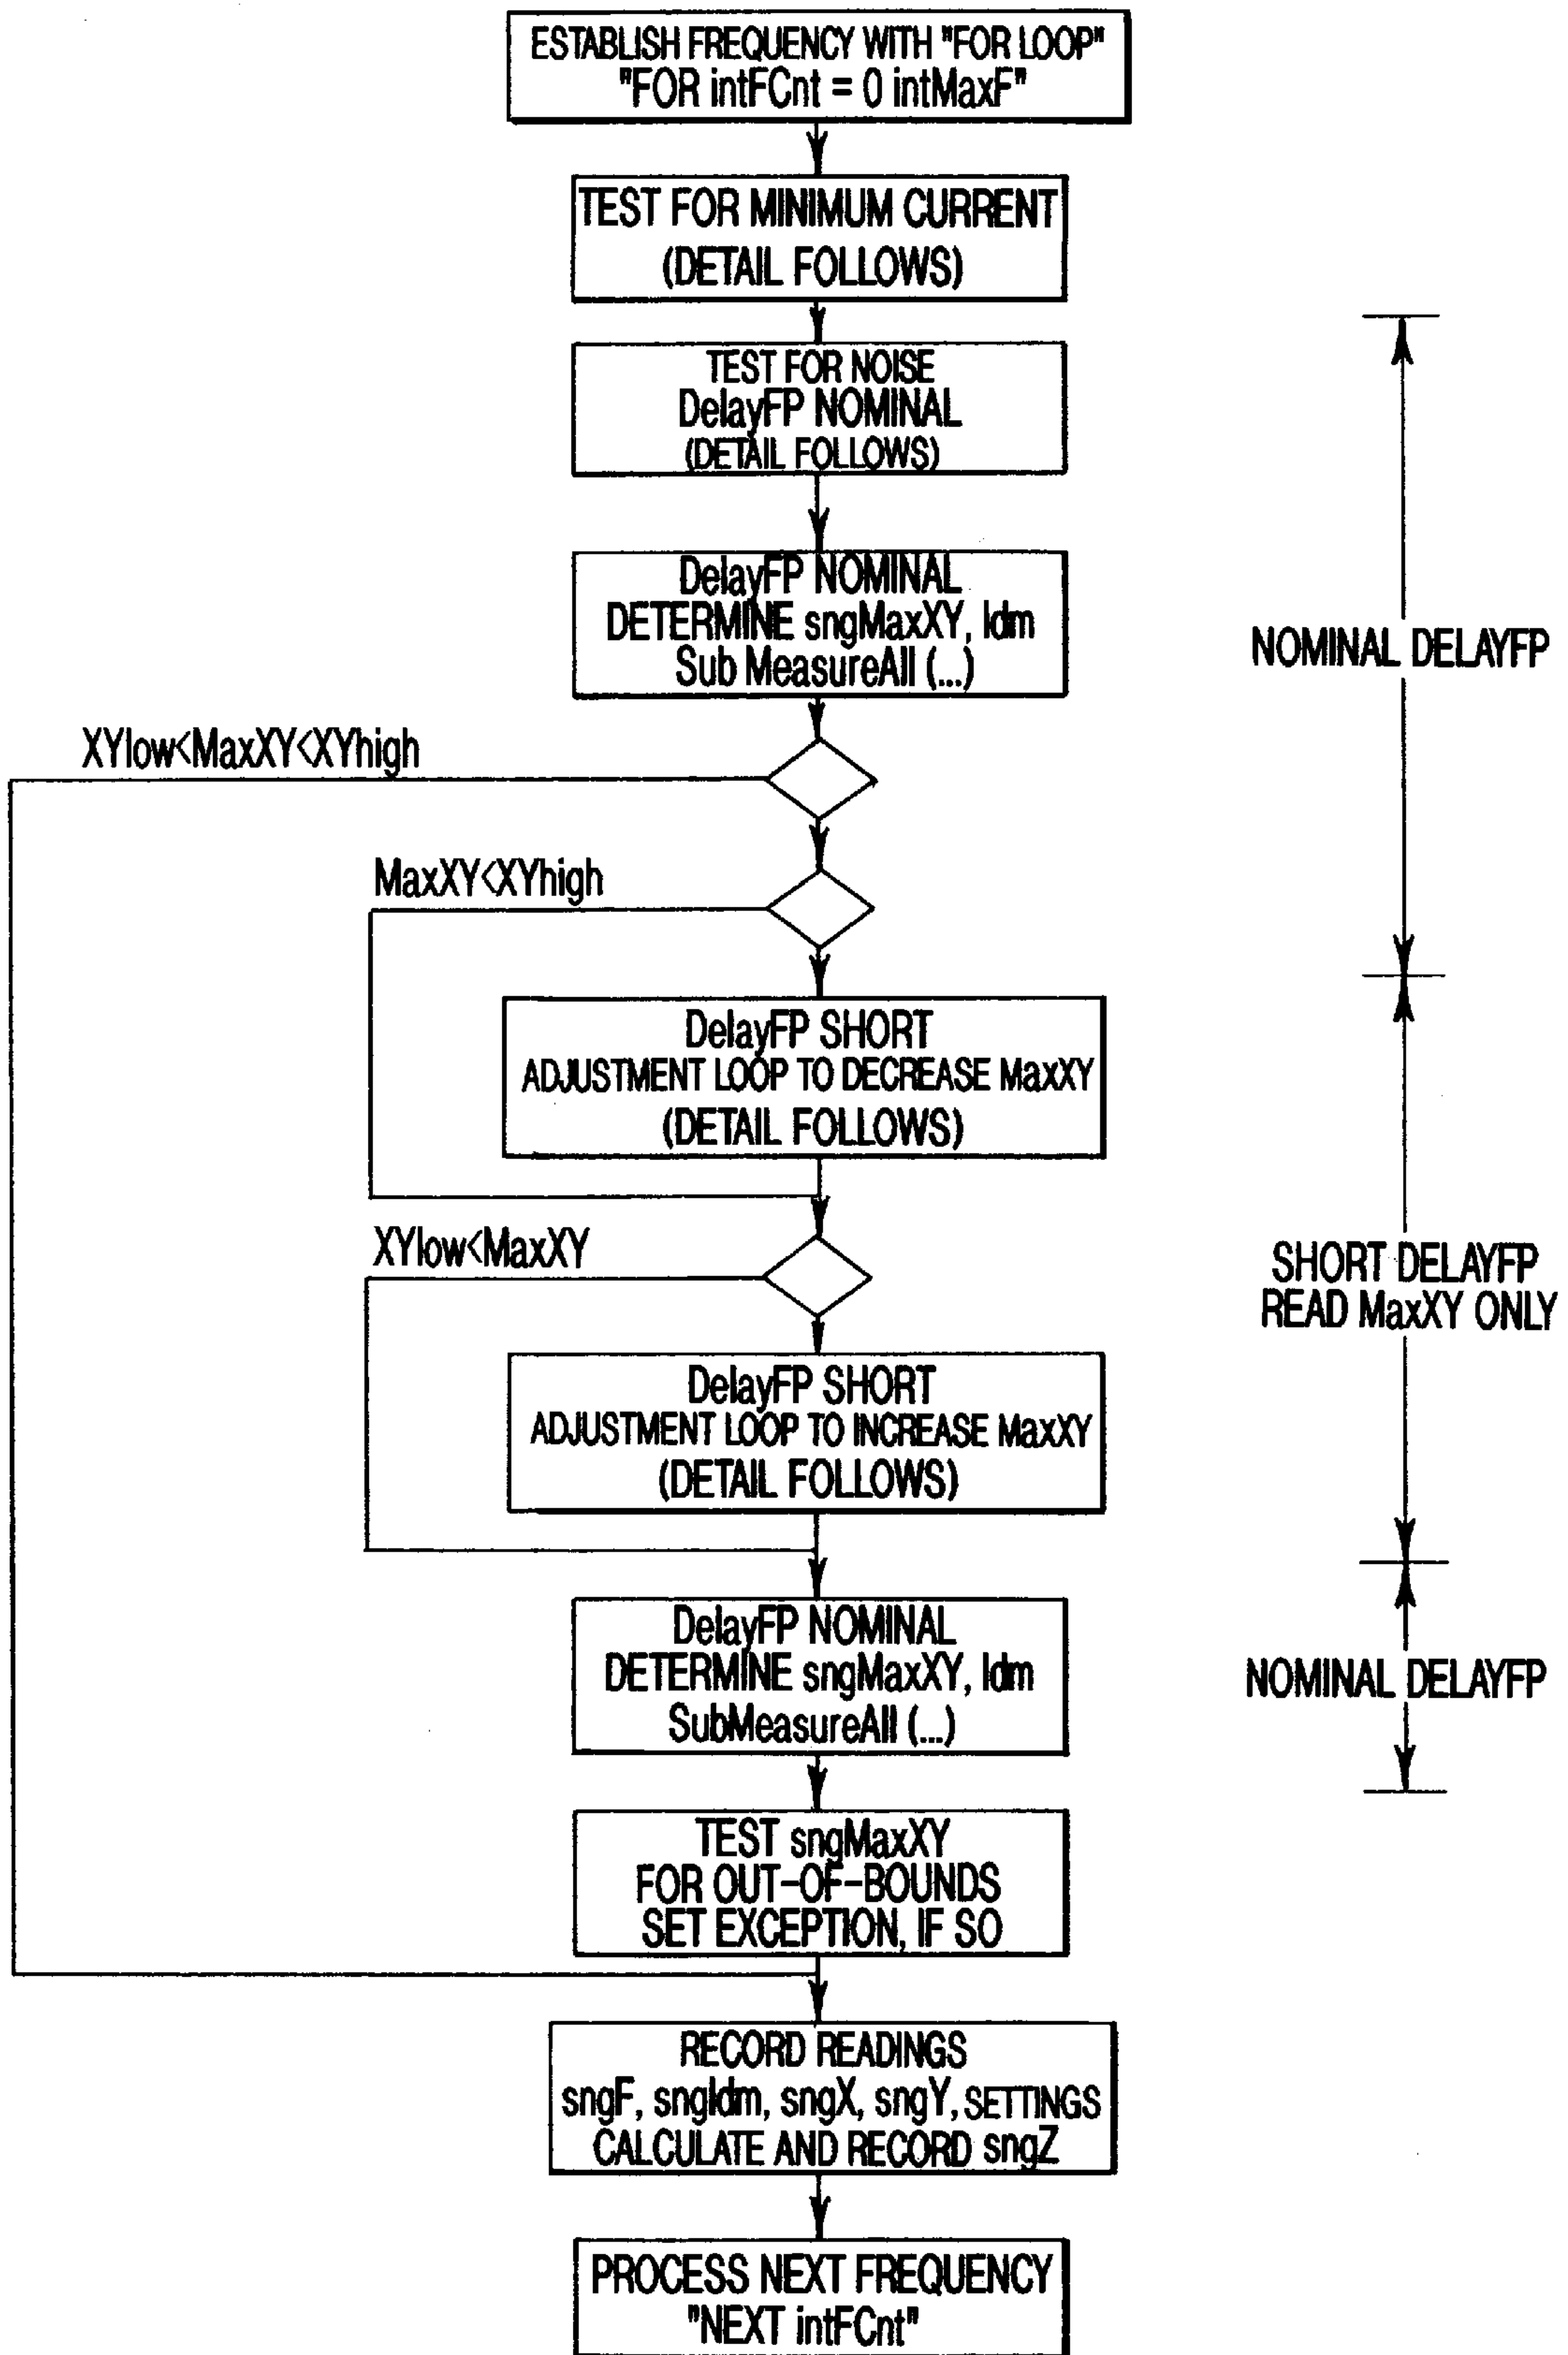 ESTABLISH FREQUENCY WITH "FOR LOOP"
"FOR intFCnt = 0 intMaxF"
TEST FOR MINIMUM CURRENT
(DETAIL FOLLOWS)
TEST FOR NOISE
DelayFP NOMINAL
(DETAIL FOLLOWS)
DelayFP NOMINAL
DETERMINE sngMaxXY, Idm
Sub MeasureAll (...)
NOMINAL DELAYFP
XYlow<MaxXY<XYhigh
MaxXY<XYhigh
DelayFP SHORT
ADJUSTMENT LOOP TO DECREASE MaxXY
(DETAIL FOLLOWS)
XYlow<MaxXY
SHORT DELAYFP
READ MaxXY ONLY
DelayFP SHORT
ADJUSTMENT LOOP TO INCREASE MaxXY
(DETAIL FOLLOWS)
DelayFP NOMINAL
DETERMINE sngMaxXY, Idm
SubMeasureAll (...)
NOMINAL DELAYFP
TEST sngMaxXY
FOR OUT-OF-BOUNDS
SET EXCEPTION, IF SO
RECORD READINGS
sngF, sngIdm, sngX, sngY, SETTINGS
CALCULATE AND RECORD sngZ
PROCESS NEXT FREQUENCY
"NEXT intFCnt"